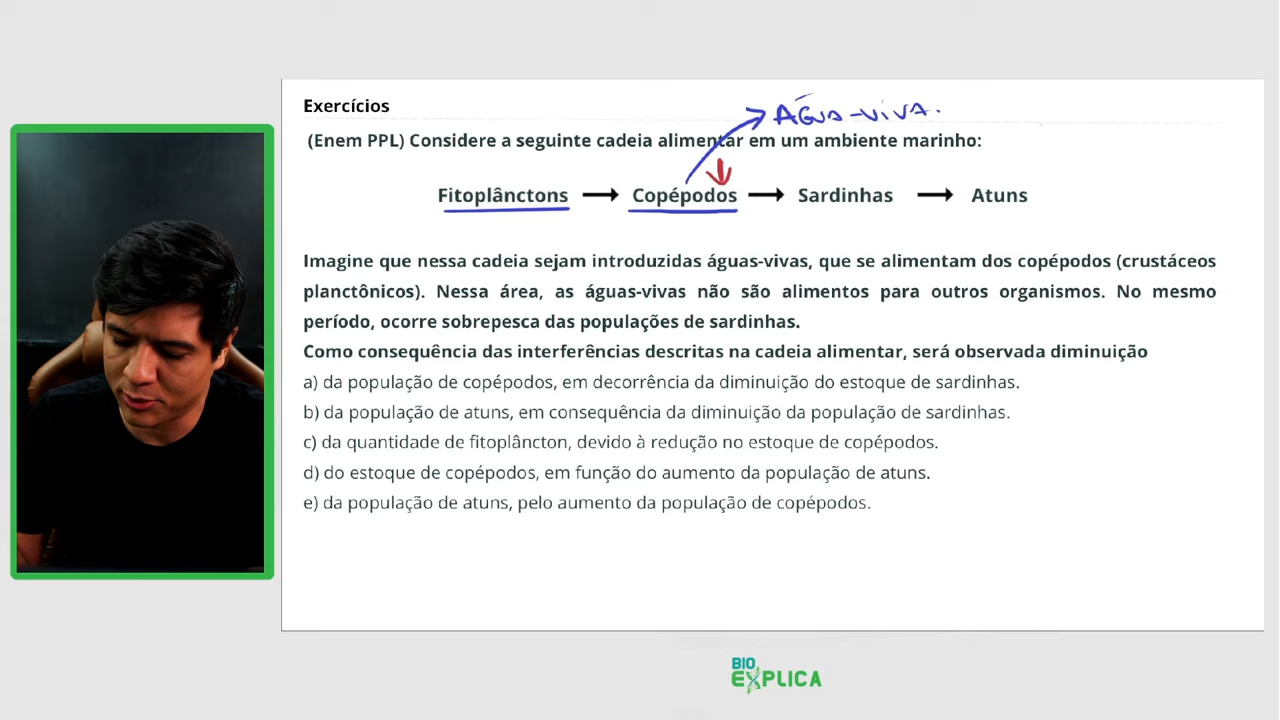 Exercícios
ÁGUA-VIVA.
(Enem PPL) Considere a seguinte cadeia alimentar em um ambiente marinho:
Fitoplânctons → Copépodos → Sardinhas → Atuns
Imagine que nessa cadeia sejam introduzidas águas-vivas, que se alimentam dos copépodos (crustáceos
planctônicos). Nessa área, as águas-vivas não são alimentos para outros organismos. No mesmo
período, ocorre sobrepesca das populações de sardinhas.
Como consequência das interferências descritas na cadeia alimentar, será observada diminuição
a) da população de copépodos, em decorrência da diminuição do estoque de sardinhas.
b) da população de atuns, em consequência da diminuição da população de sardinhas.
c) da quantidade de fitoplâncton, devido à redução no estoque de copépodos.
d) do estoque de copépodos, em função do aumento da população de atuns.
e) da população de atuns, pelo aumento da população de copépodos.
BIO
EXPLICA